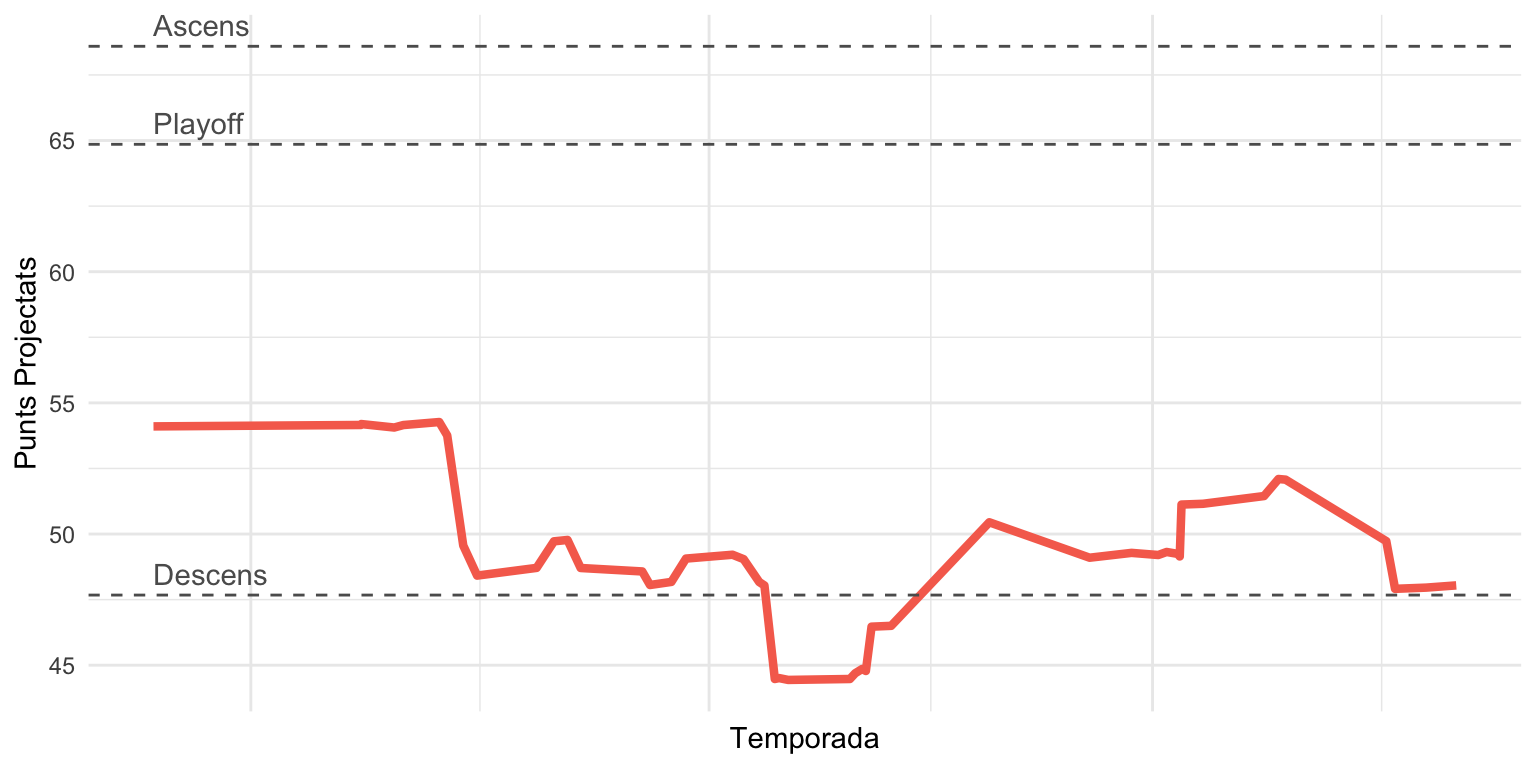 Ascens
Playoff
65
60
55
50
Descens
45
Punts Projectats
Temporada